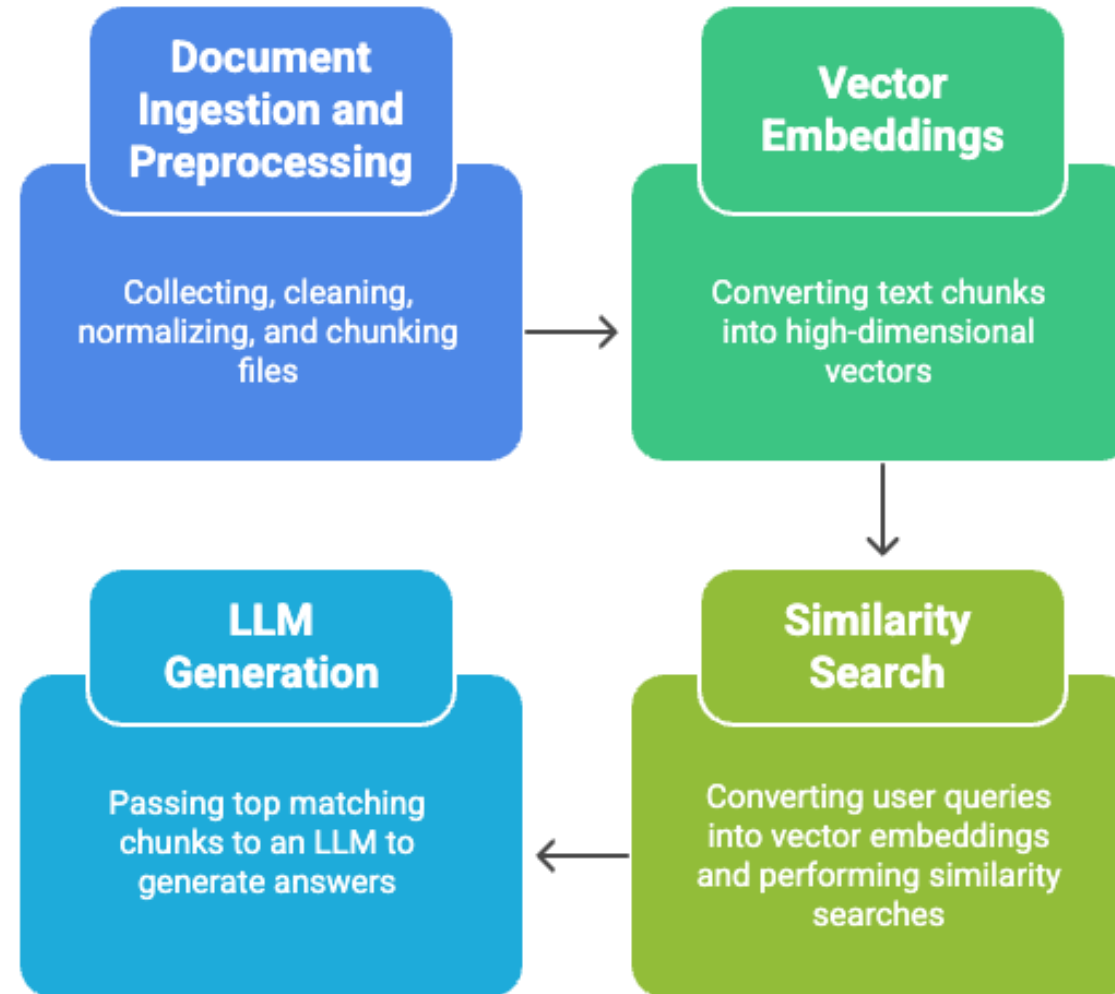 Document
Ingestion and
Preprocessing
Collecting, cleaning,
normalizing, and chunking
files
Vector
Embeddings
Converting text chunks
into high-dimensional
vectors
Similarity
Search
Converting user queries
into vector embeddings
and performing similarity
searches
LLM
Generation
Passing top matching
chunks to an LLM to
generate answers